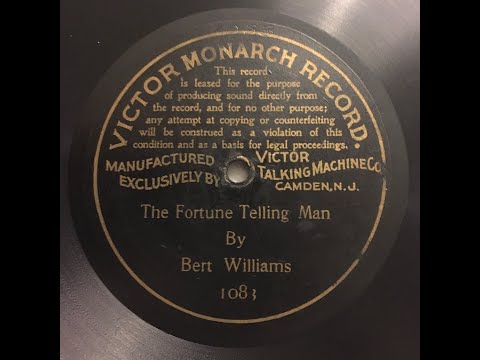 VICTOR MONARCH RECORD.
This record
is leased for the purpose
of producing sound directly from
the record, and for no other purpose;
any attempt at copying or counterfeiting
will be construed as a violation of this
condition and as a basis for legal proceedings.
MANUFACTURED
EXCLUSIVELY BY
VICTOR
TALKING MACHINE Co.
CAMDEN, N.J.
The Fortune Telling Man
By
Bert Williams
1083